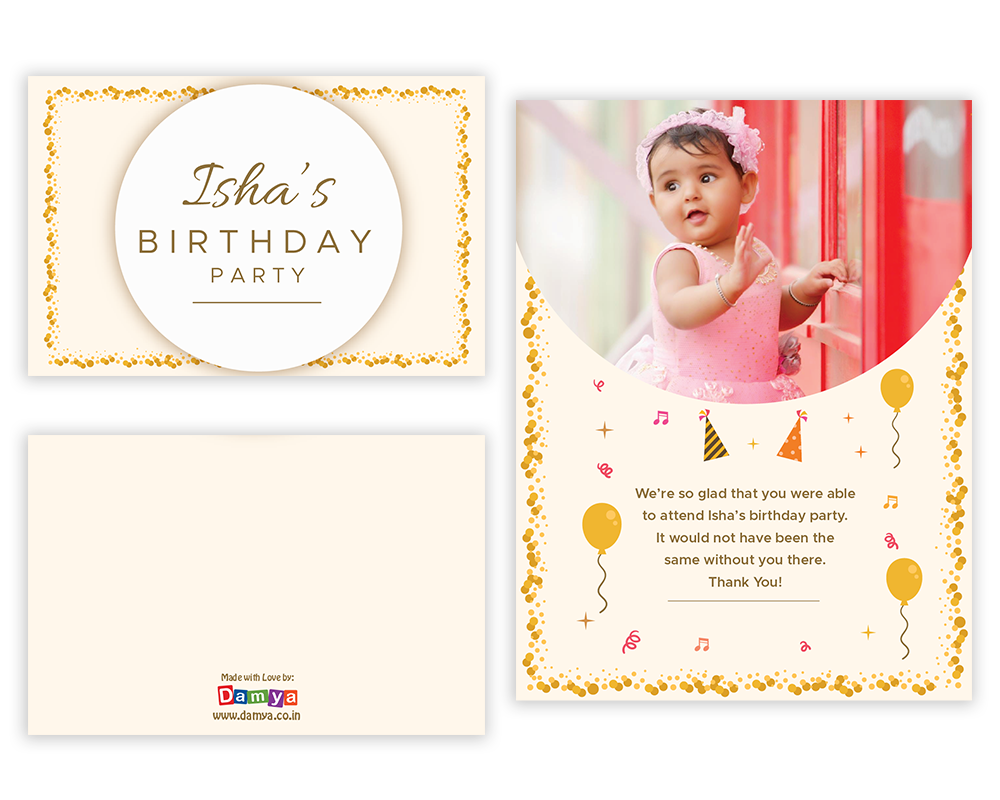 Isha's
BIRTHDAY
PARTY
Made with Love by:
Damya
www.damya.co.in
We're so glad that you were able
to attend Isha's birthday party.
It would not have been the
same without you there.
Thank You!